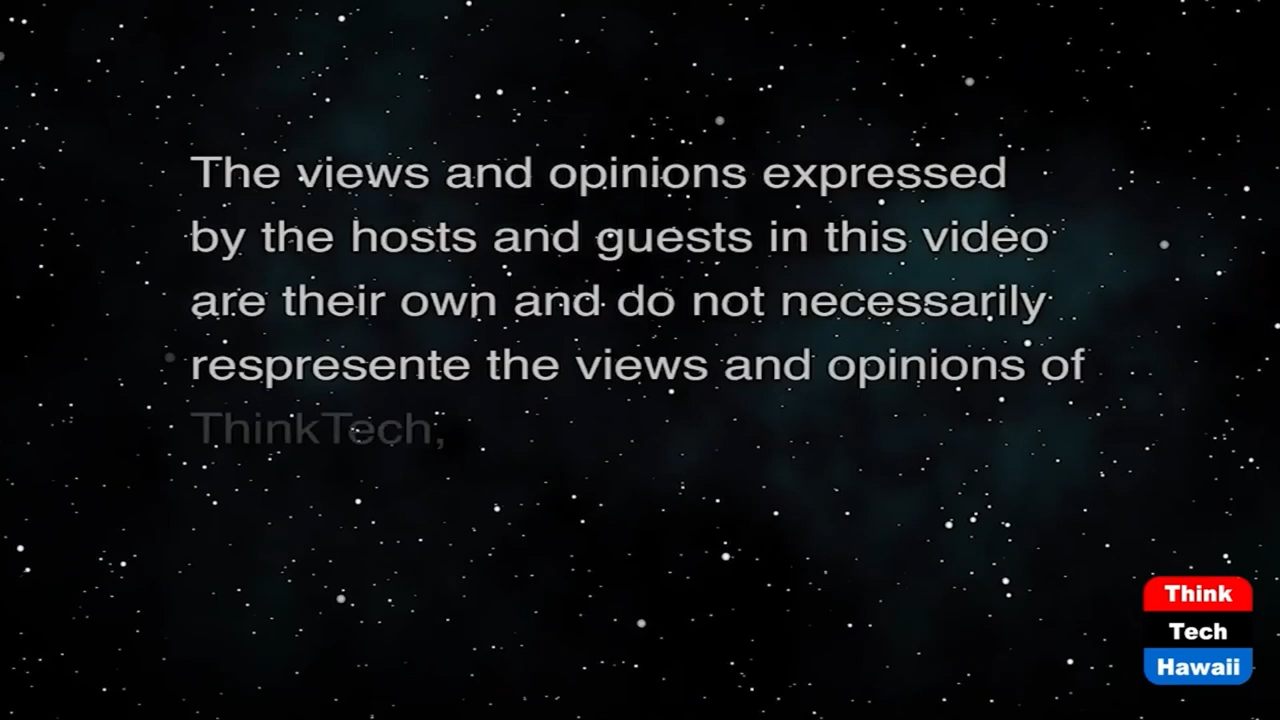 The views and opinions expressed
by the hosts and guests in this video
are their own and do not necessarily
respresente the views and opinions of
ThinkTech,
Think
Tech
Hawaii